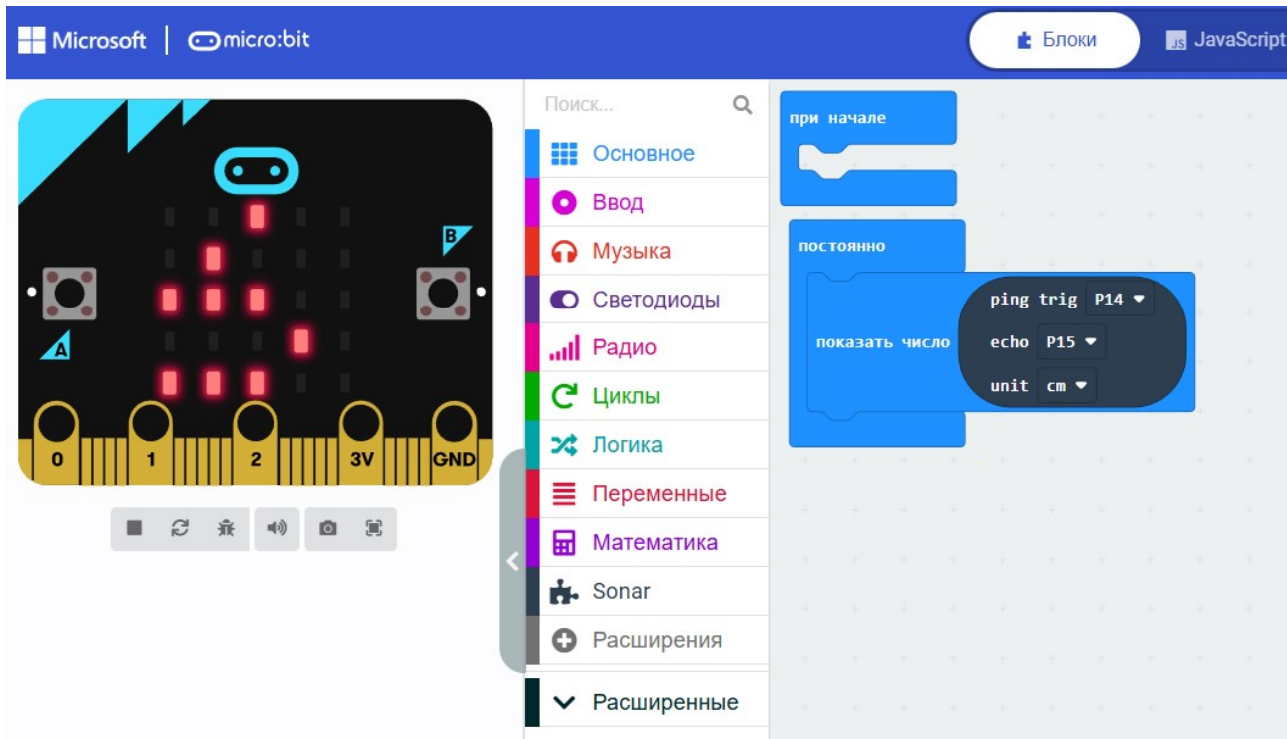 Microsoft | micro:bit
Блоки
JS JavaScript
B
A
0 1 2 3V GND
Поиск...
Основное
Ввод
Музыка
Светодиоды
Радио
Циклы
Логика
Переменные
Математика
Sonar
Расширения
Расширенные
при начале
постоянно
показать число
ping trig P14
echo P15
unit cm